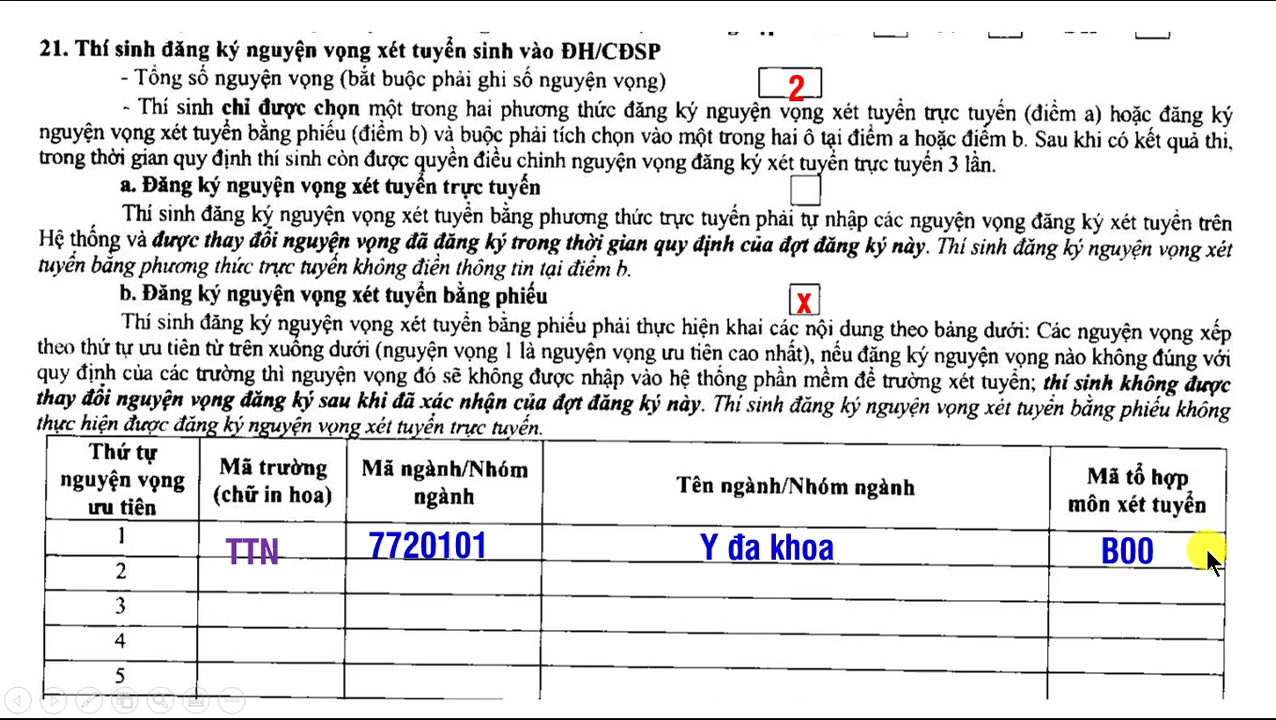 21. Thí sinh đăng ký nguyện vọng xét tuyển sinh vào ĐH/CĐSP
- Tổng số nguyện vọng (bắt buộc phải ghi số nguyện vọng) 2
- Thí sinh chỉ được chọn một trong hai phương thức đăng ký nguyện vọng xét tuyển trực tuyến (điểm a) hoặc đăng ký
nguyện vọng xét tuyển bằng phiếu (điểm b) và buộc phải tích chọn vào một trong hai ô tại điểm a hoặc điểm b. Sau khi có kết quả thi,
trong thời gian quy định thí sinh còn được quyền điều chỉnh nguyện vọng đăng ký xét tuyển trực tuyến 3 lần.
a. Đăng ký nguyện vọng xét tuyển trực tuyến
Thí sinh đăng ký nguyện vọng xét tuyển bằng phương thức trực tuyến phải tự nhập các nguyện vọng đăng ký xét tuyển trên
Hệ thống và được thay đổi nguyện vọng đã đăng ký trong thời gian quy định của đợt đăng ký này. Thí sinh đăng ký nguyện vọng xét
tuyển bằng phương thức trực tuyến không điền thông tin tại điểm b.
b. Đăng ký nguyện vọng xét tuyển bằng phiếu X
Thí sinh đăng ký nguyện vọng xét tuyển bằng phiếu phải thực hiện khai các nội dung theo bảng dưới: Các nguyện vọng xếp
theo thứ tự ưu tiên từ trên xuống dưới (nguyện vọng 1 là nguyện vọng ưu tiên cao nhất), nếu đăng ký nguyện vọng nào không đúng với
quy định của các trường thì nguyện vọng đó sẽ không được nhập vào hệ thống phần mềm để trường xét tuyển; thí sinh không được
thay đổi nguyện vọng đăng ký sau khi đã xác nhận của đợt đăng ký này. Thí sinh đăng ký nguyện vọng xét tuyển bằng phiếu không
thực hiện được đăng ký nguyện vọng xét tuyển trực tuyến.
Thứ tự
nguyện vọng
ưu tiên
Mã trường
(chữ in hoa)
Mã ngành/Nhóm
ngành
Tên ngành/Nhóm ngành
Mã tổ hợp
môn xét tuyển
1 TTN 7720101 Y đa khoa B00
2
3
4
5